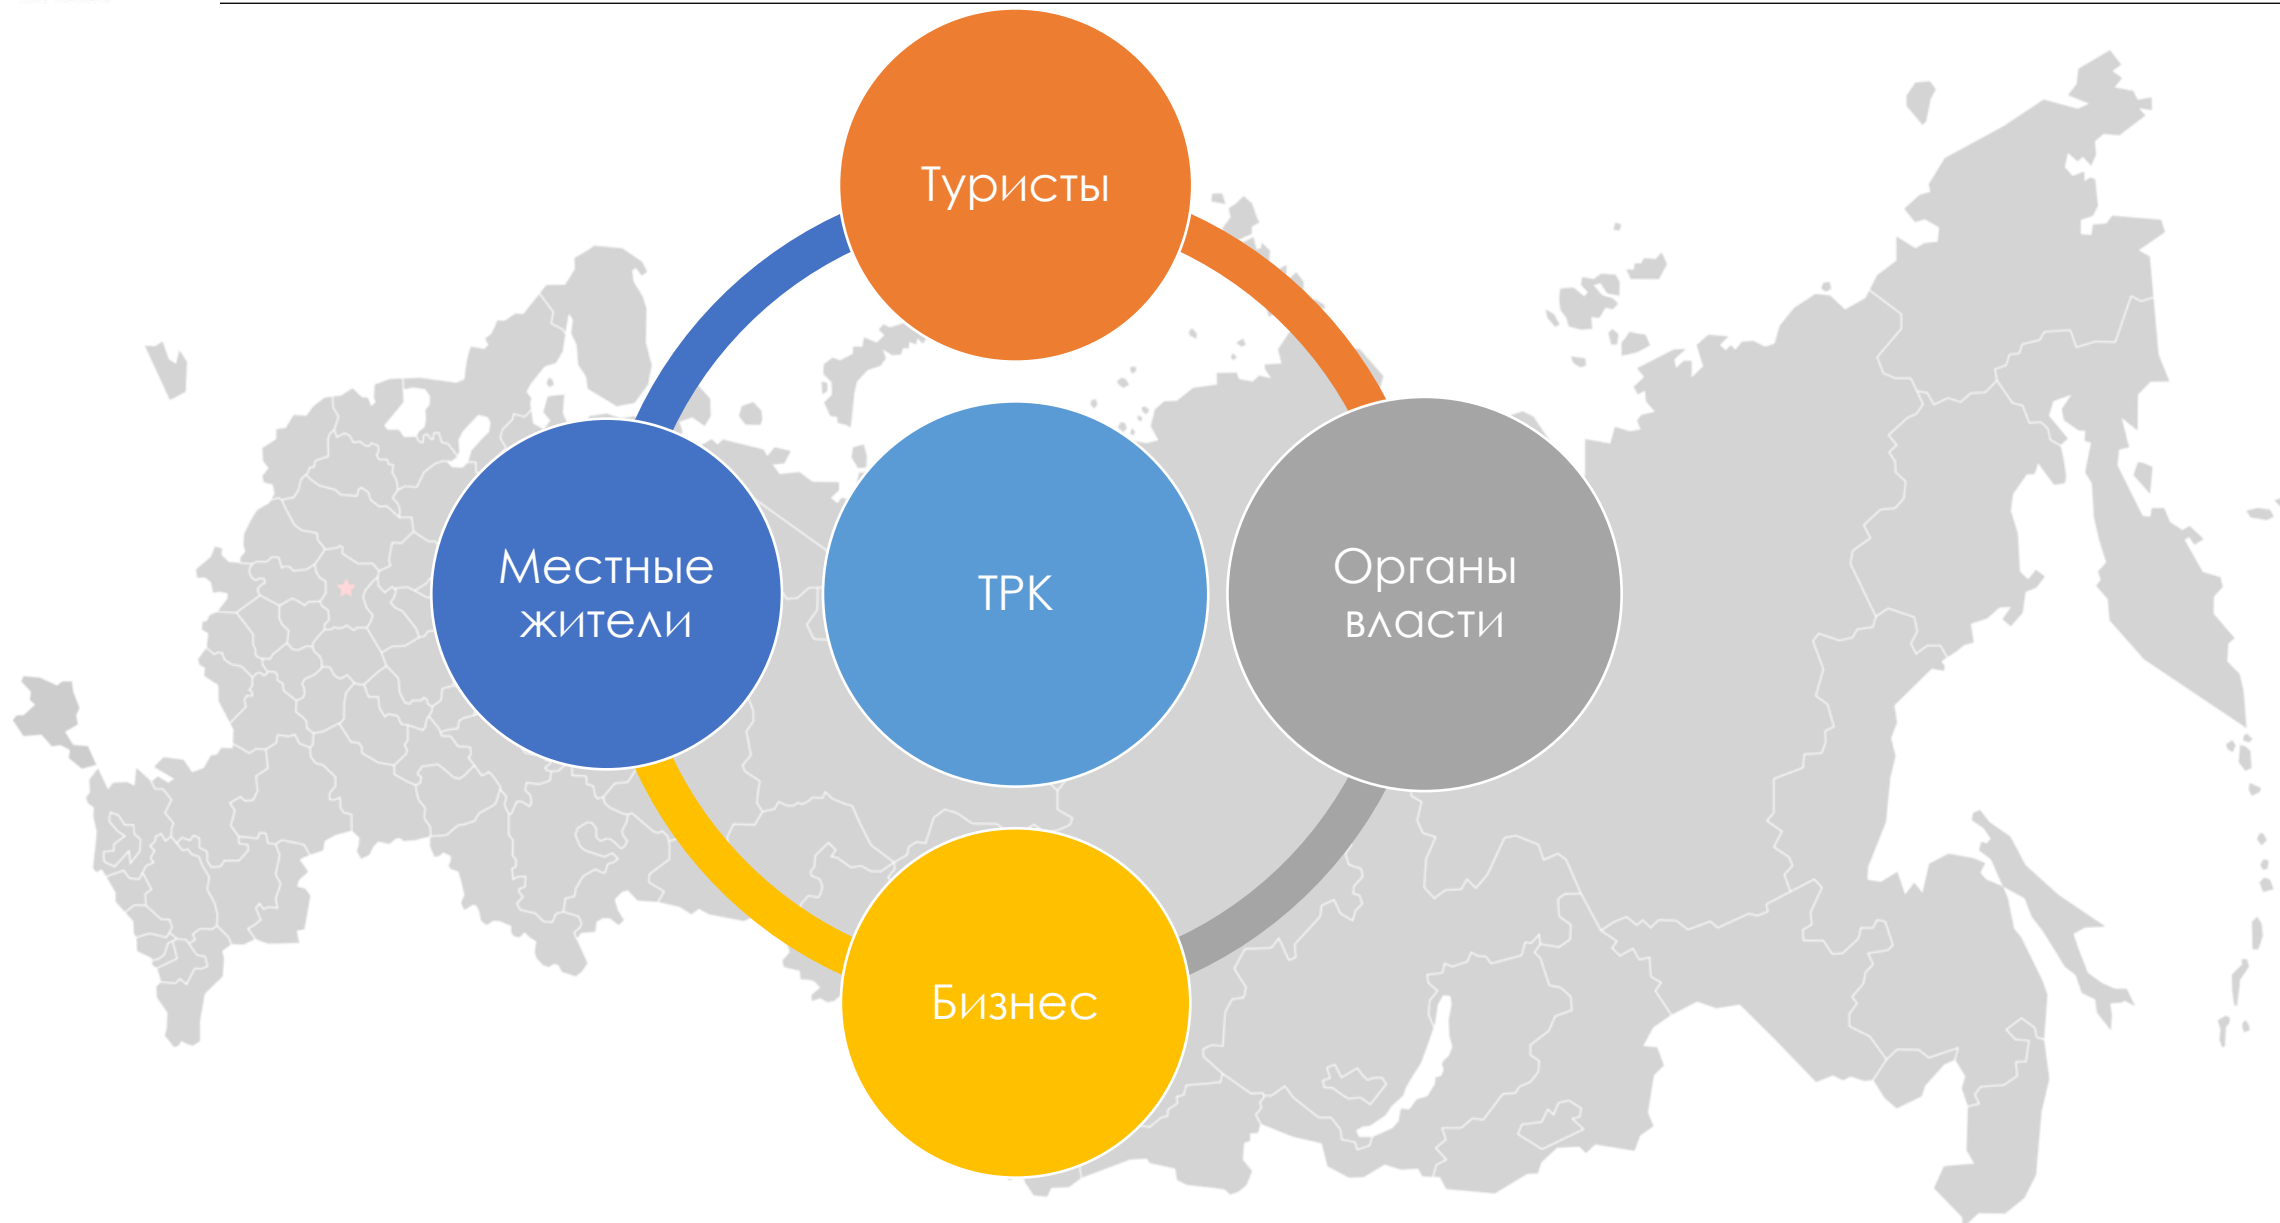 Туристы
Местные
жители
ТРК
Органы
власти
Бизнес